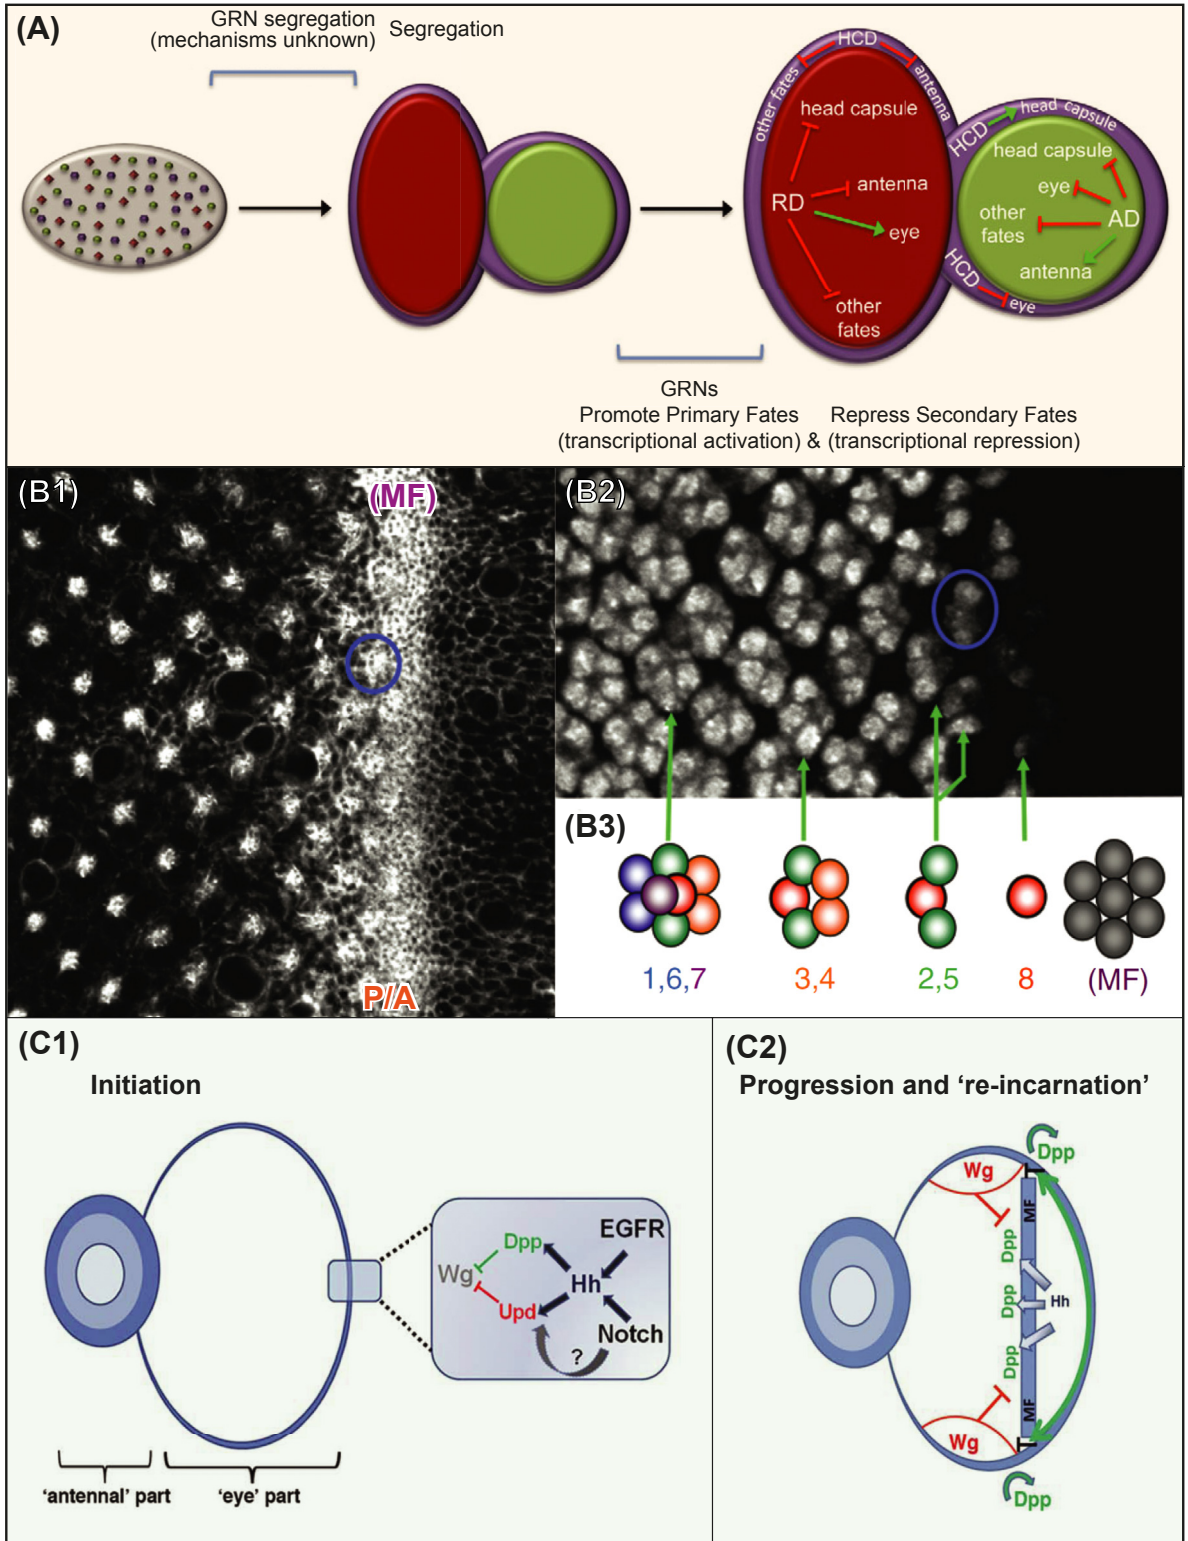 (A)
GRN segregation
(mechanisms unknown)
Segregation
HCD
other fates
antenna
head capsule
antenna
RD
eye
other
fates
HCD
head capsule
head capsule
eye
other
fates
AD
antenna
HCD
eye
GRNs
Promote Primary Fates
Repress Secondary Fates
(transcriptional activation) & (transcriptional repression)
(B1)
(MF)
P/A
(B2)
(B3)
1,6,7
3,4
2,5
8
(MF)
(C1)
Initiation
EGFR
Dpp
Wg
Hh
Upd
Notch
?
'antennal' part
'eye' part
(C2)
Progression and ‘re-incarnation’
Dpp
Wg
MF
Dpp
Dpp
Hh
Dpp
MF
Wg
Dpp